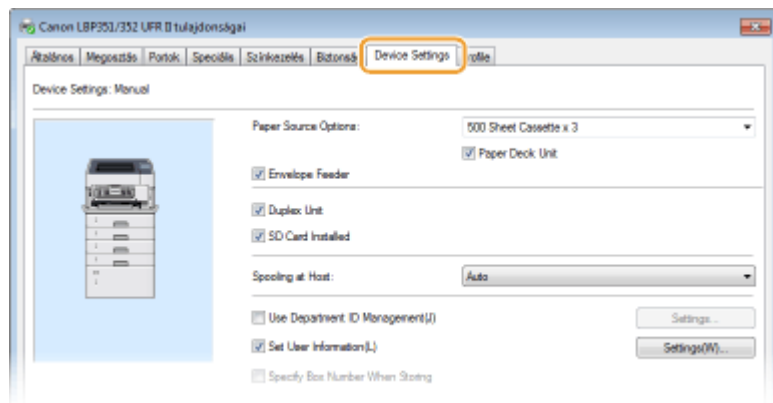 Canon LBP351/352 UFR II tulajdonságai
Általános Megosztás Portok Speciális Színkezelés Biztonsá Device Settings rofile
Device Settings: Manual
Paper Source Options: 500 Sheet Cassette x 3
Paper Deck Unit
Envelope Feeder
Duplex Unit
SD Card Installed
Spooling at Host: Auto
Use Department ID Management(J) Settings...
Set User Information(L) Settings(W)...
Specify Box Number When Storing